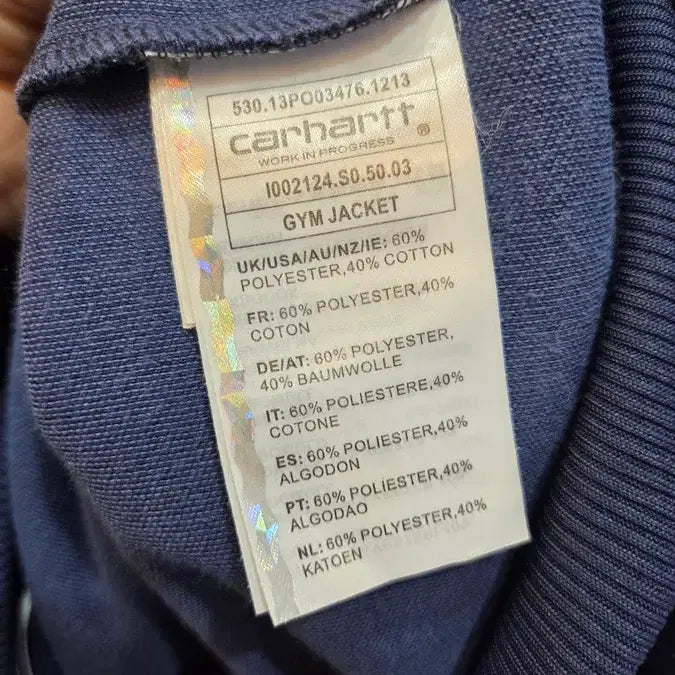 530.13PO03476.1213
carhartt ®
WORK IN PROGRESS
I002124.S0.50.03
GYM JACKET
UK/USA/AU/NZ/IE: 60%
POLYESTER,40% COTTON
FR: 60% POLYESTER,40%
COTON
DE/AT: 60% POLYESTER,
40% BAUMWOLLE
IT: 60% POLIESTERE,40%
COTONE
ES: 60% POLIESTER,40%
ALGODON
PT: 60% POLIESTER,40%
ALGODAO
NL: 60% POLYESTER,40%
KATOEN